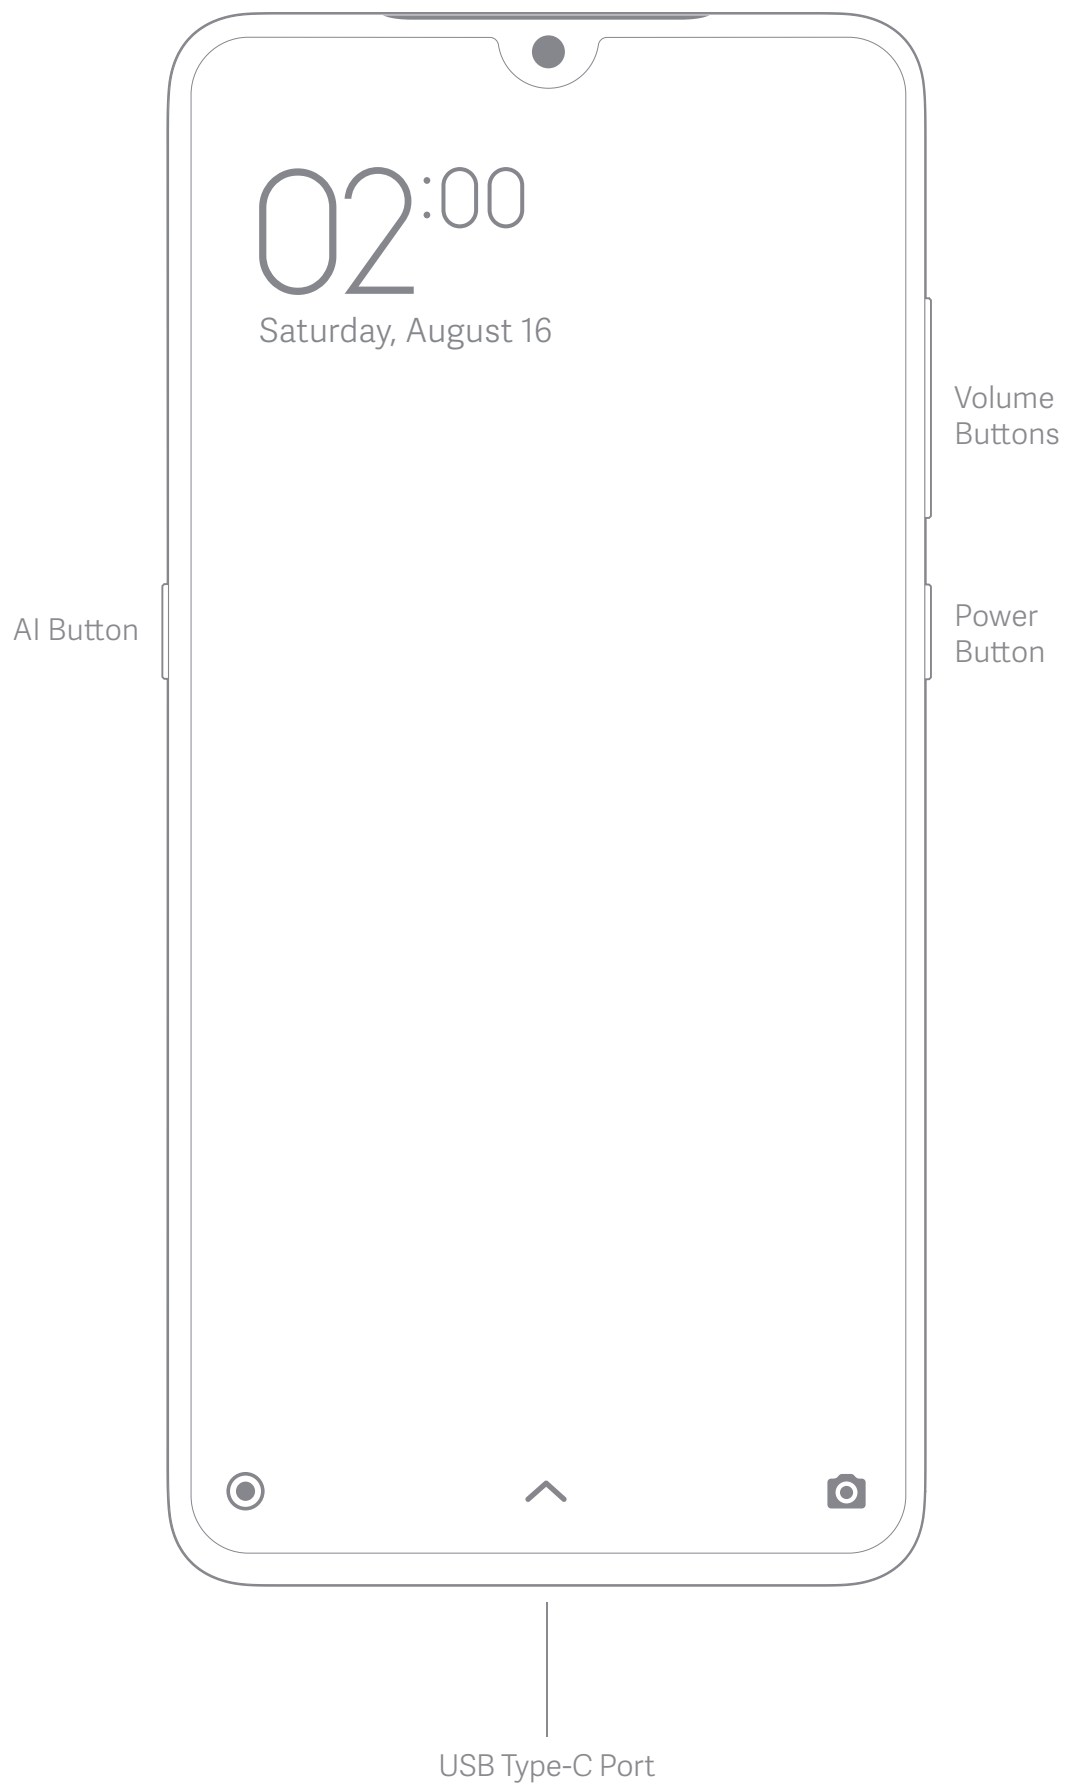 02:00
Saturday, August 16
Volume
Buttons
AI Button
Power
Button
USB Type-C Port